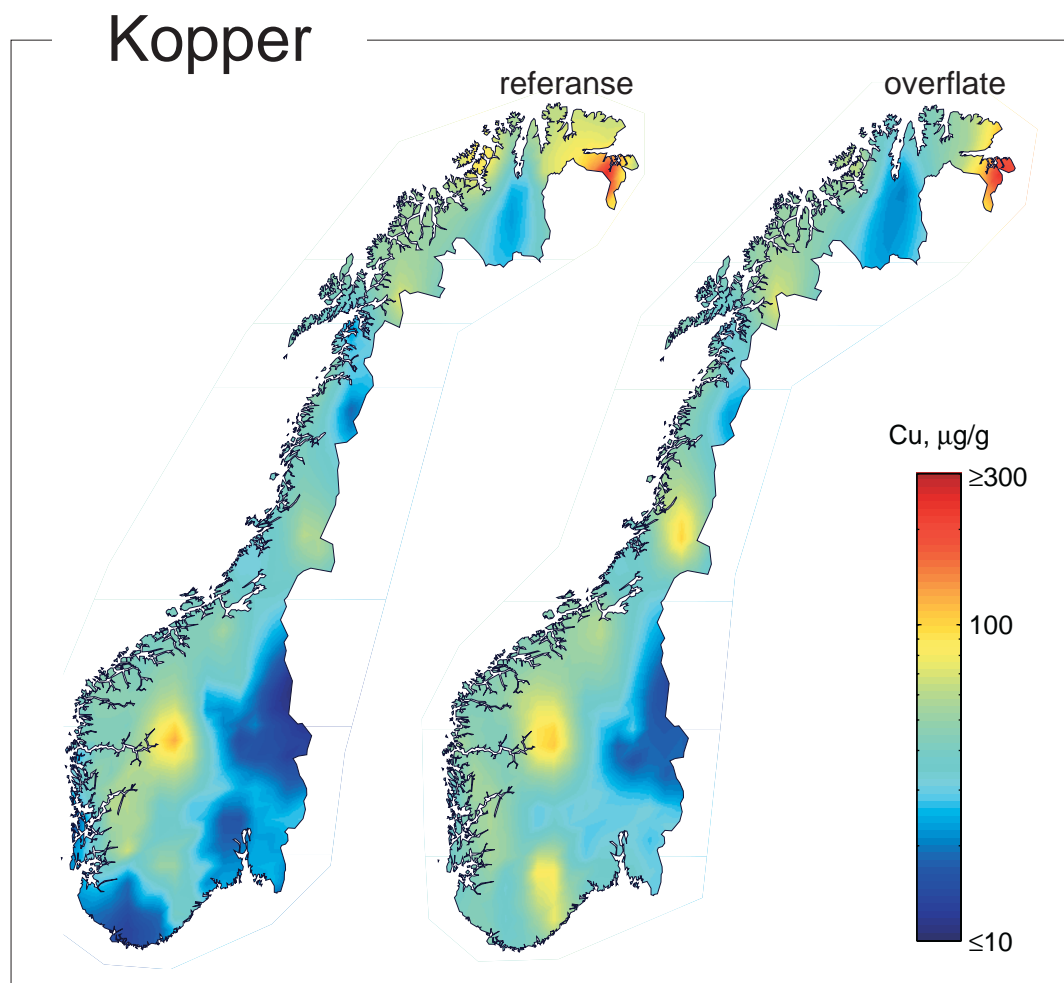 Kopper
referanse
overflate
Cu, μg/g
≥300
100
≤10